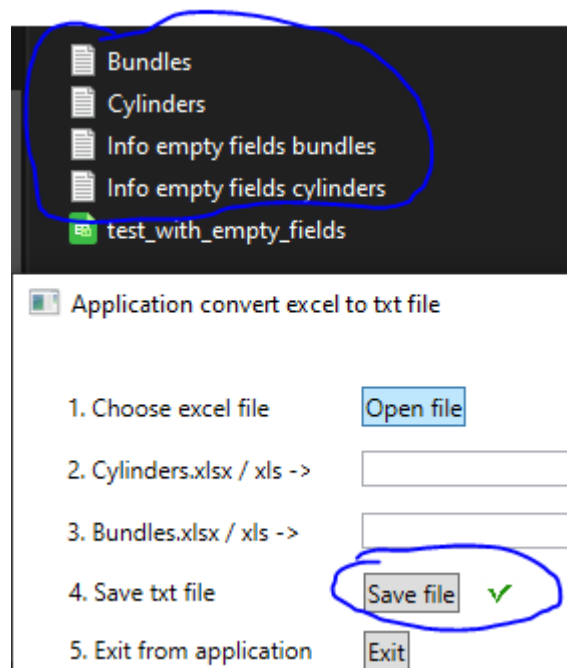 Bundles
Cylinders
Info empty fields bundles
Info empty fields cylinders
test_with_empty_fields
Application convert excel to txt file
1. Choose excel file Open file
2. Cylinders.xlsx / xls ->
3. Bundles.xlsx / xls ->
4. Save txt file Save file
5. Exit from application Exit